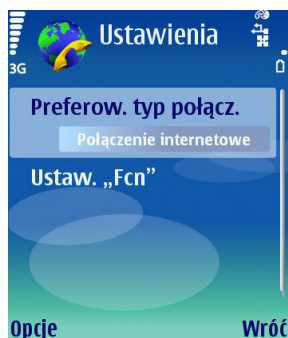 Ustawienia
3G
Preferow. typ połącz.
Połączenie internetowe
Ustaw. „Fcn”
Opcje Wróć